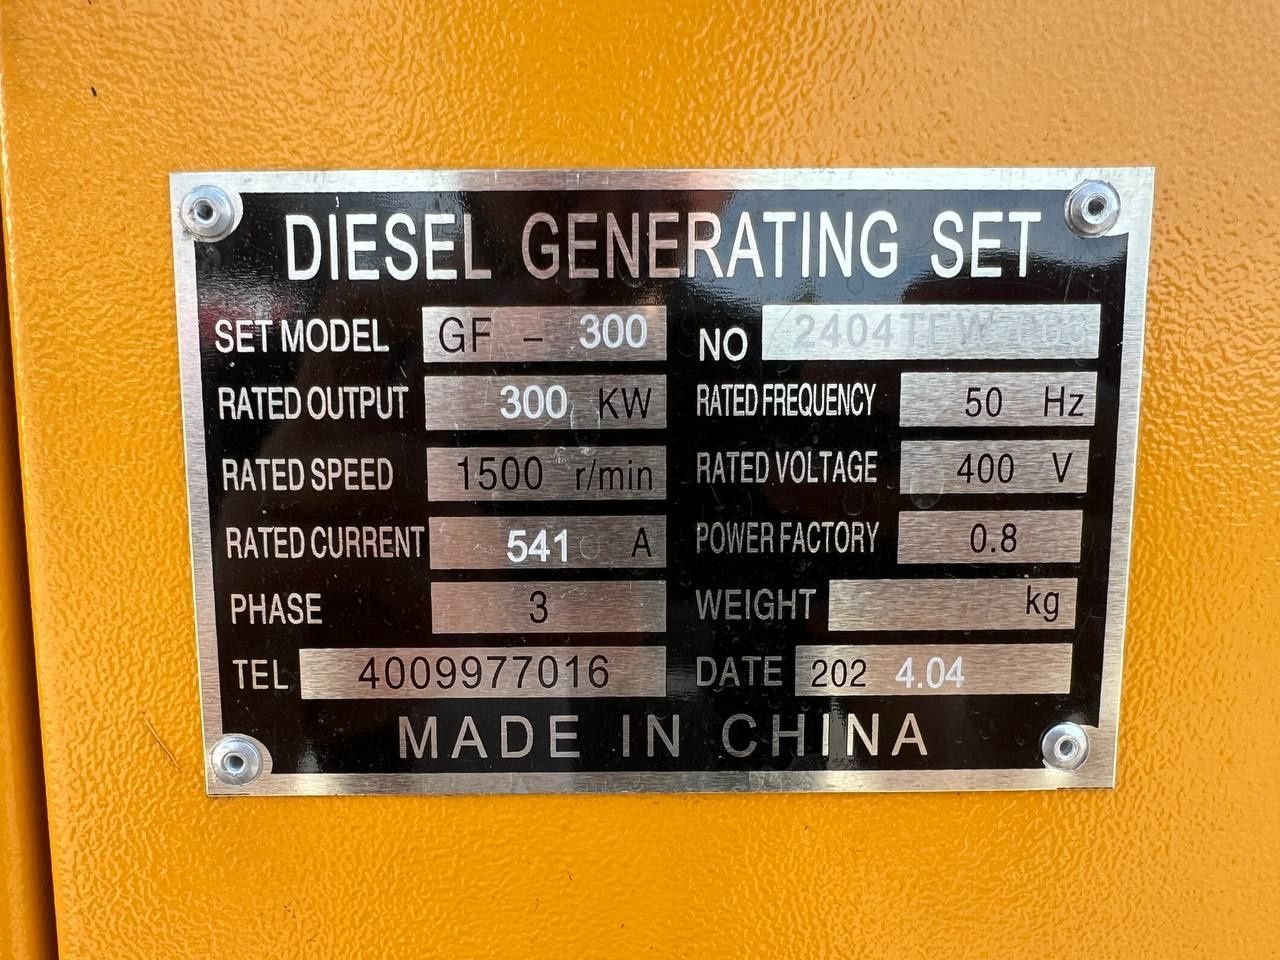 DIESEL GENERATING SET
SET MODEL GF - 300
NO
RATED OUTPUT 300 KW
RATED FREQUENCY 50 Hz
RATED SPEED 1500 r/min
RATED VOLTAGE 400 V
RATED CURRENT 541 A
POWER FACTORY 0.8
PHASE 3
WEIGHT kg
TEL 4009977016
DATE 202 4.04
MADE IN CHINA